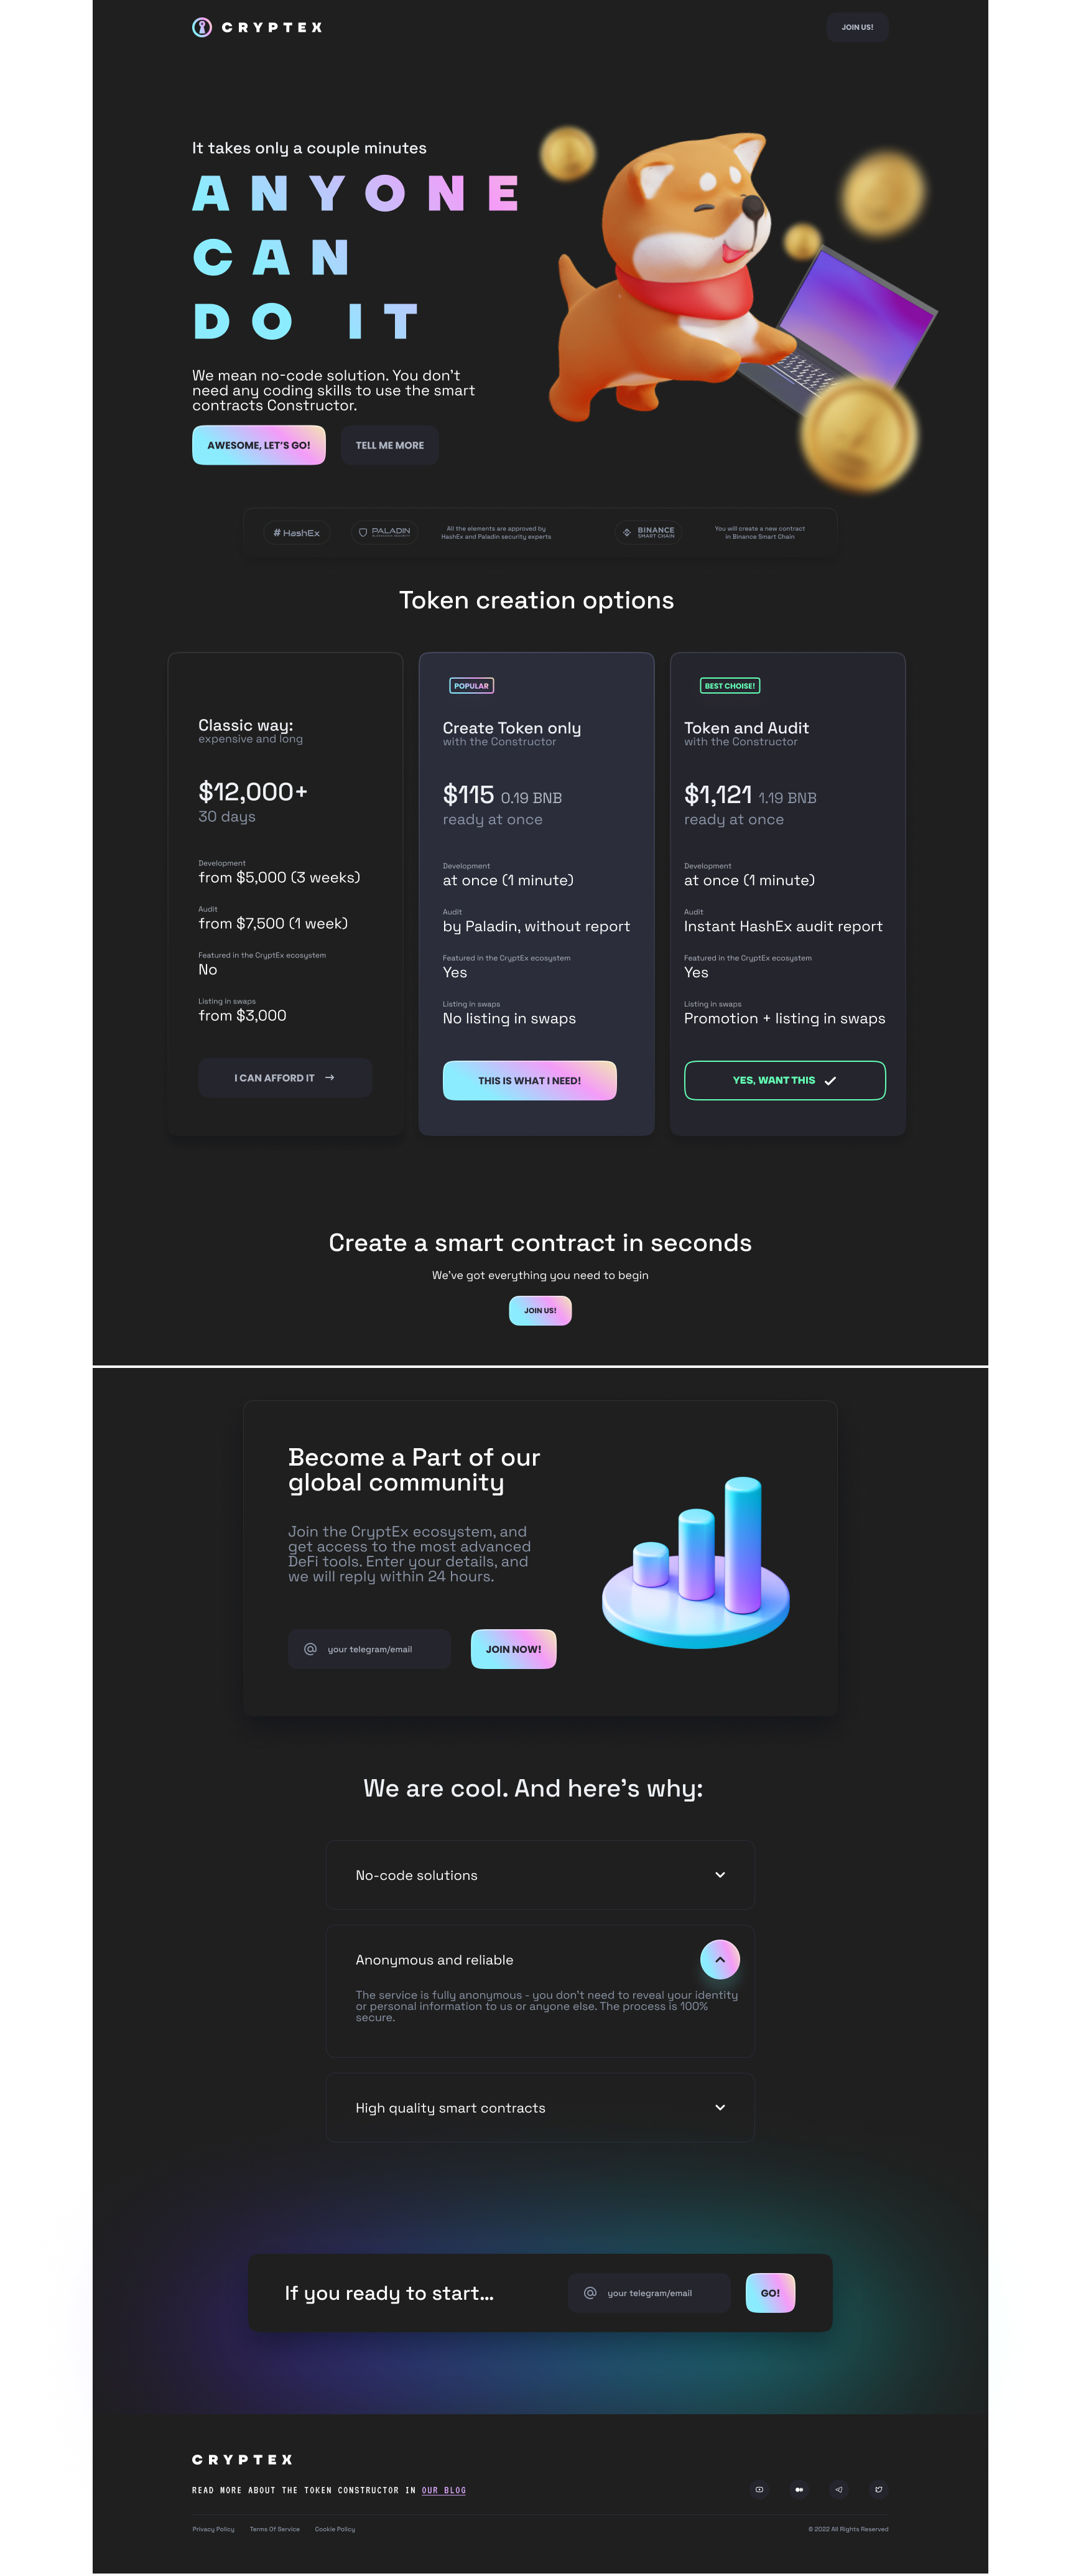 CRYPTEX
JOIN US!
It takes only a couple minutes
ANYONE
CAN
DO IT
We mean no-code solution. You don't
need any coding skills to use the smart
contracts Constructor.
AWESOME, LET'S GO!
TELL ME MORE
# HashEx
PALADIN
BLOCKCHAIN SECURITY
All the elements are approved by
HashEx and Paladin security experts
BINANCE
SMART CHAIN
You will create a new contract
in Binance Smart Chain
Token creation options
Classic way:
expensive and long
$12,000+
30 days
Development
from $5,000 (3 weeks)
Audit
from $7,500 (1 week)
Featured in the CryptEx ecosystem
No
Listing in swaps
from $3,000
I CAN AFFORD IT →
POPULAR
Create Token only
with the Constructor
$115 0.19 BNB
ready at once
Development
at once (1 minute)
Audit
by Paladin, without report
Featured in the CryptEx ecosystem
Yes
Listing in swaps
No listing in swaps
THIS IS WHAT I NEED!
BEST CHOISE!
Token and Audit
with the Constructor
$1,121 1.19 BNB
ready at once
Development
at once (1 minute)
Audit
Instant HashEx audit report
Featured in the CryptEx ecosystem
Yes
Listing in swaps
Promotion + listing in swaps
YES, WANT THIS
Create a smart contract in seconds
We've got everything you need to begin
JOIN US!
Become a Part of our
global community
Join the CryptEx ecosystem, and
get access to the most advanced
DeFi tools. Enter your details, and
we will reply within 24 hours.
@ your telegram/email
JOIN NOW!
We are cool. And here's why:
No-code solutions
Anonymous and reliable
The service is fully anonymous - you don't need to reveal your identity
or personal information to us or anyone else. The process is 100%
secure.
High quality smart contracts
If you ready to start...
@ your telegram/email
GO!
CRYPTEX
READ MORE ABOUT THE TOKEN CONSTRUCTOR IN OUR BLOG
Privacy Policy
Terms Of Service
Cookie Policy
© 2022 All Rights Reserved